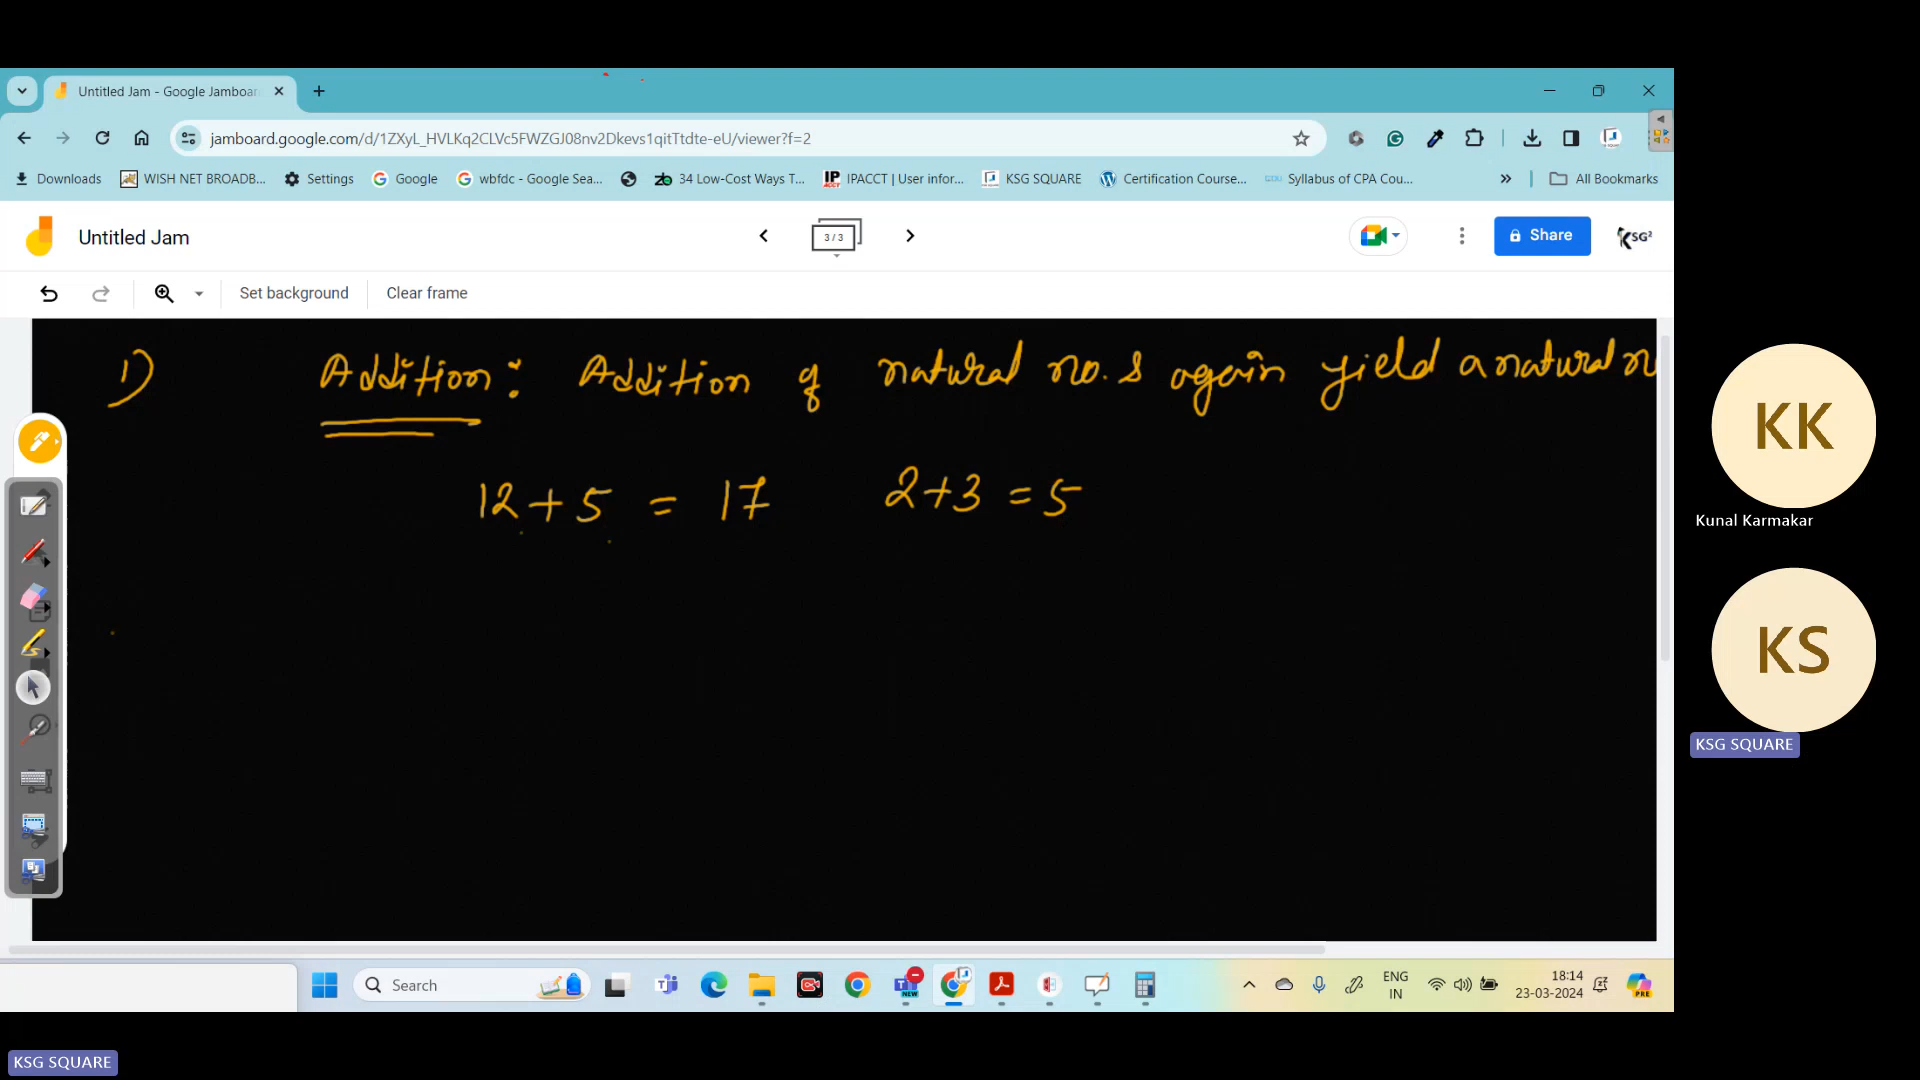 Untitled Jam - Google Jamboar
jamboard.google.com/d/1ZXyL_HVLKq2CLVc5FWZGJ08nv2Dkevs1qitTtdte-eU/viewer?f=2
Downloads WISH NET BROADB... Settings Google wbfdc - Google Sea... 34 Low-Cost Ways T... IPACCT | User infor... KSG SQUARE Certification Course... Syllabus of CPA Cou... » All Bookmarks
Untitled Jam 3 / 3 Share KSG²
Set background Clear frame
1) Addition: Addition of natural no.s again yield a natural n
12 + 5 = 17 2+3 = 5
KK
Kunal Karmakar
KS
KSG SQUARE
Search NEW ENG IN 18:14 23-03-2024 PRE
KSG SQUARE